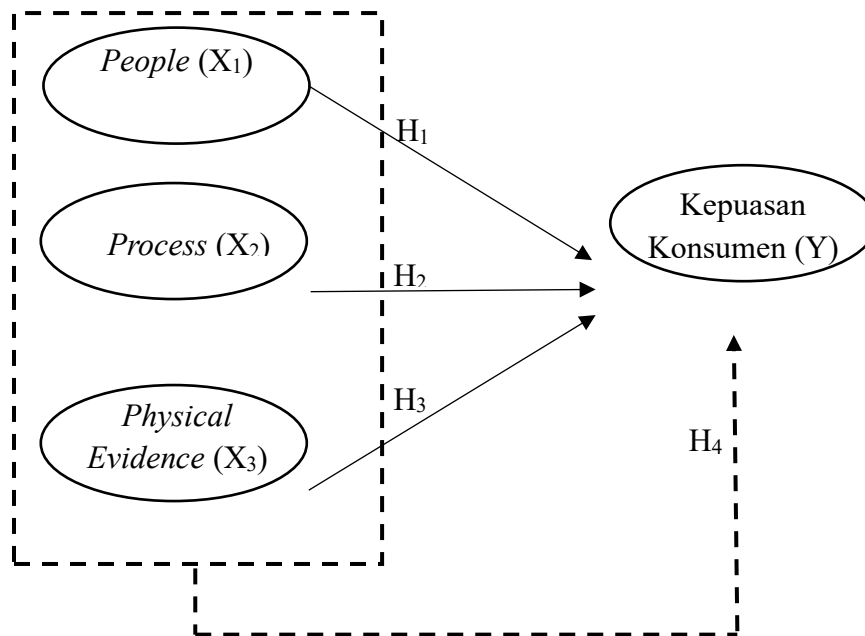 People (X₁)
H₁
Process (X₂)
H₂
Physical
Evidence (X₃)
H₃
Kepuasan
Konsumen (Y)
H₄